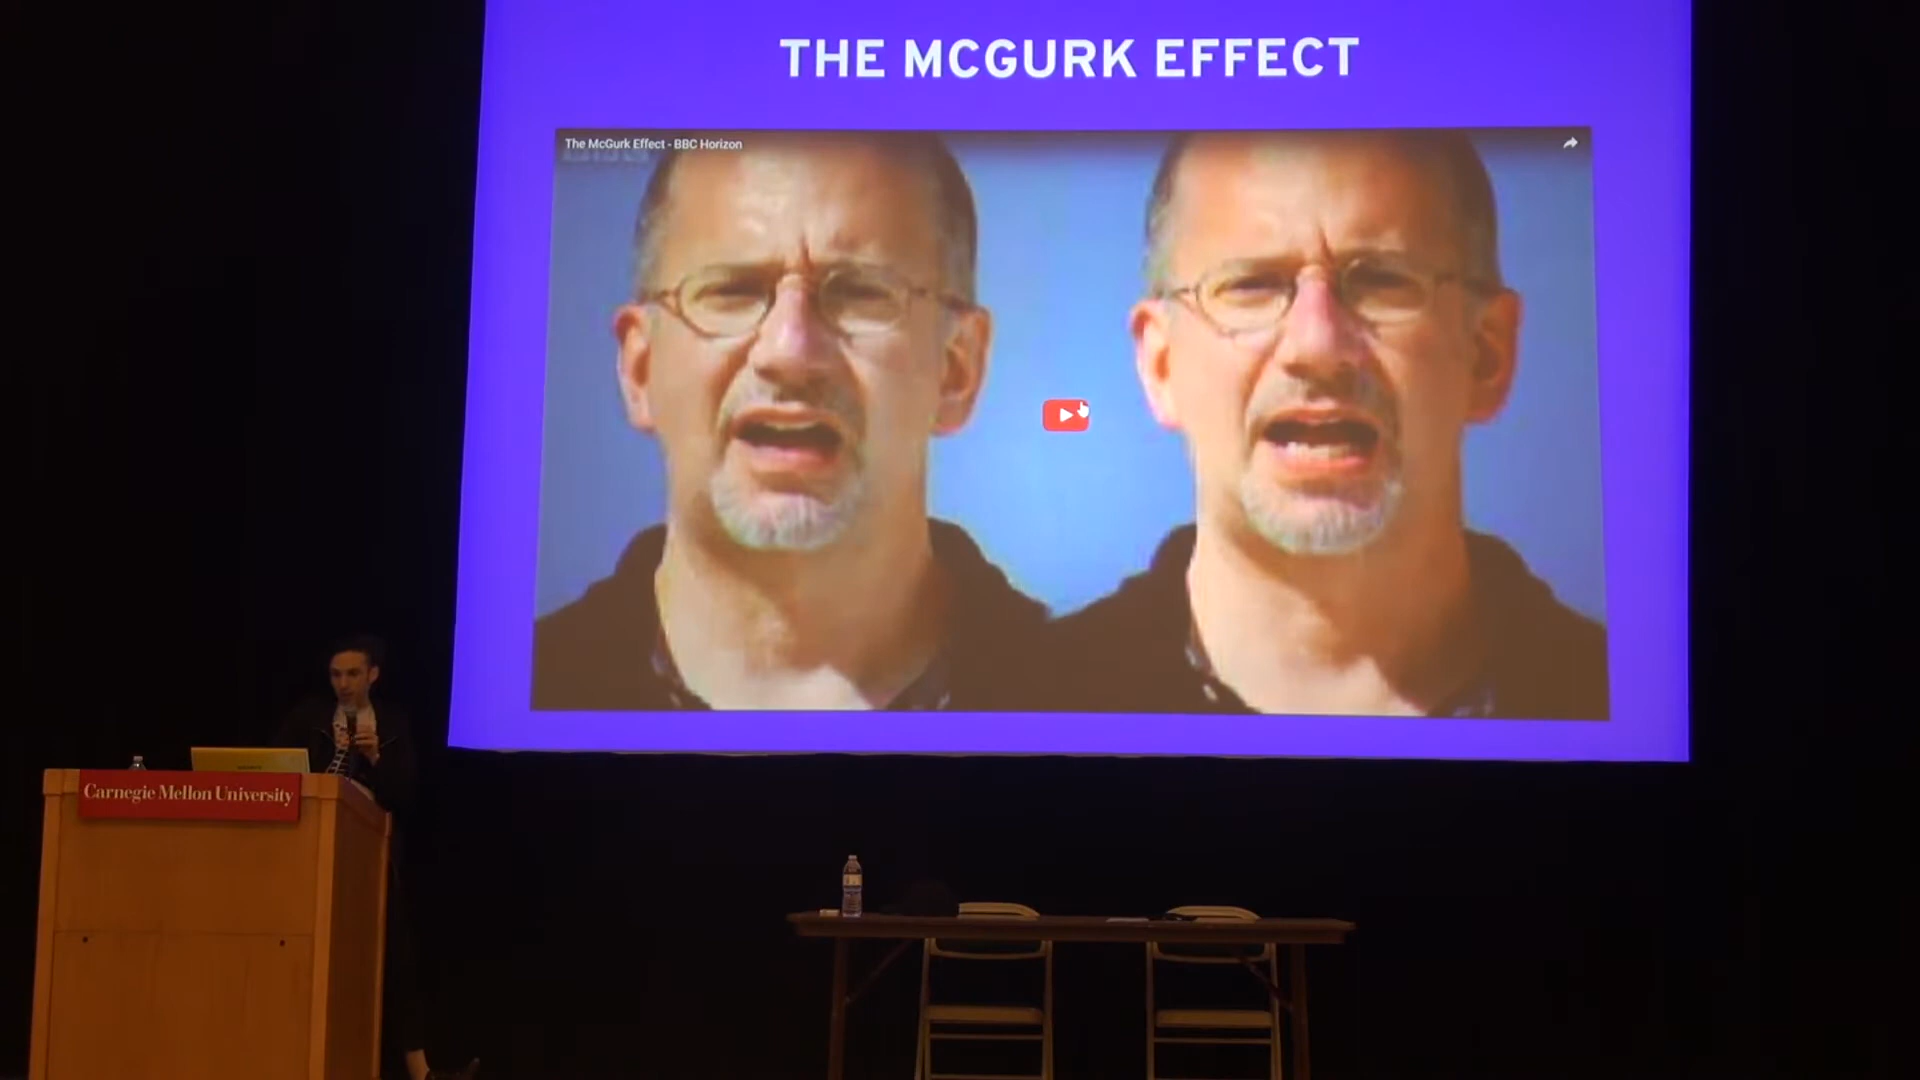 THE MCGURK EFFECT
The McGurk Effect - BBC Horizon
Carnegie Mellon University